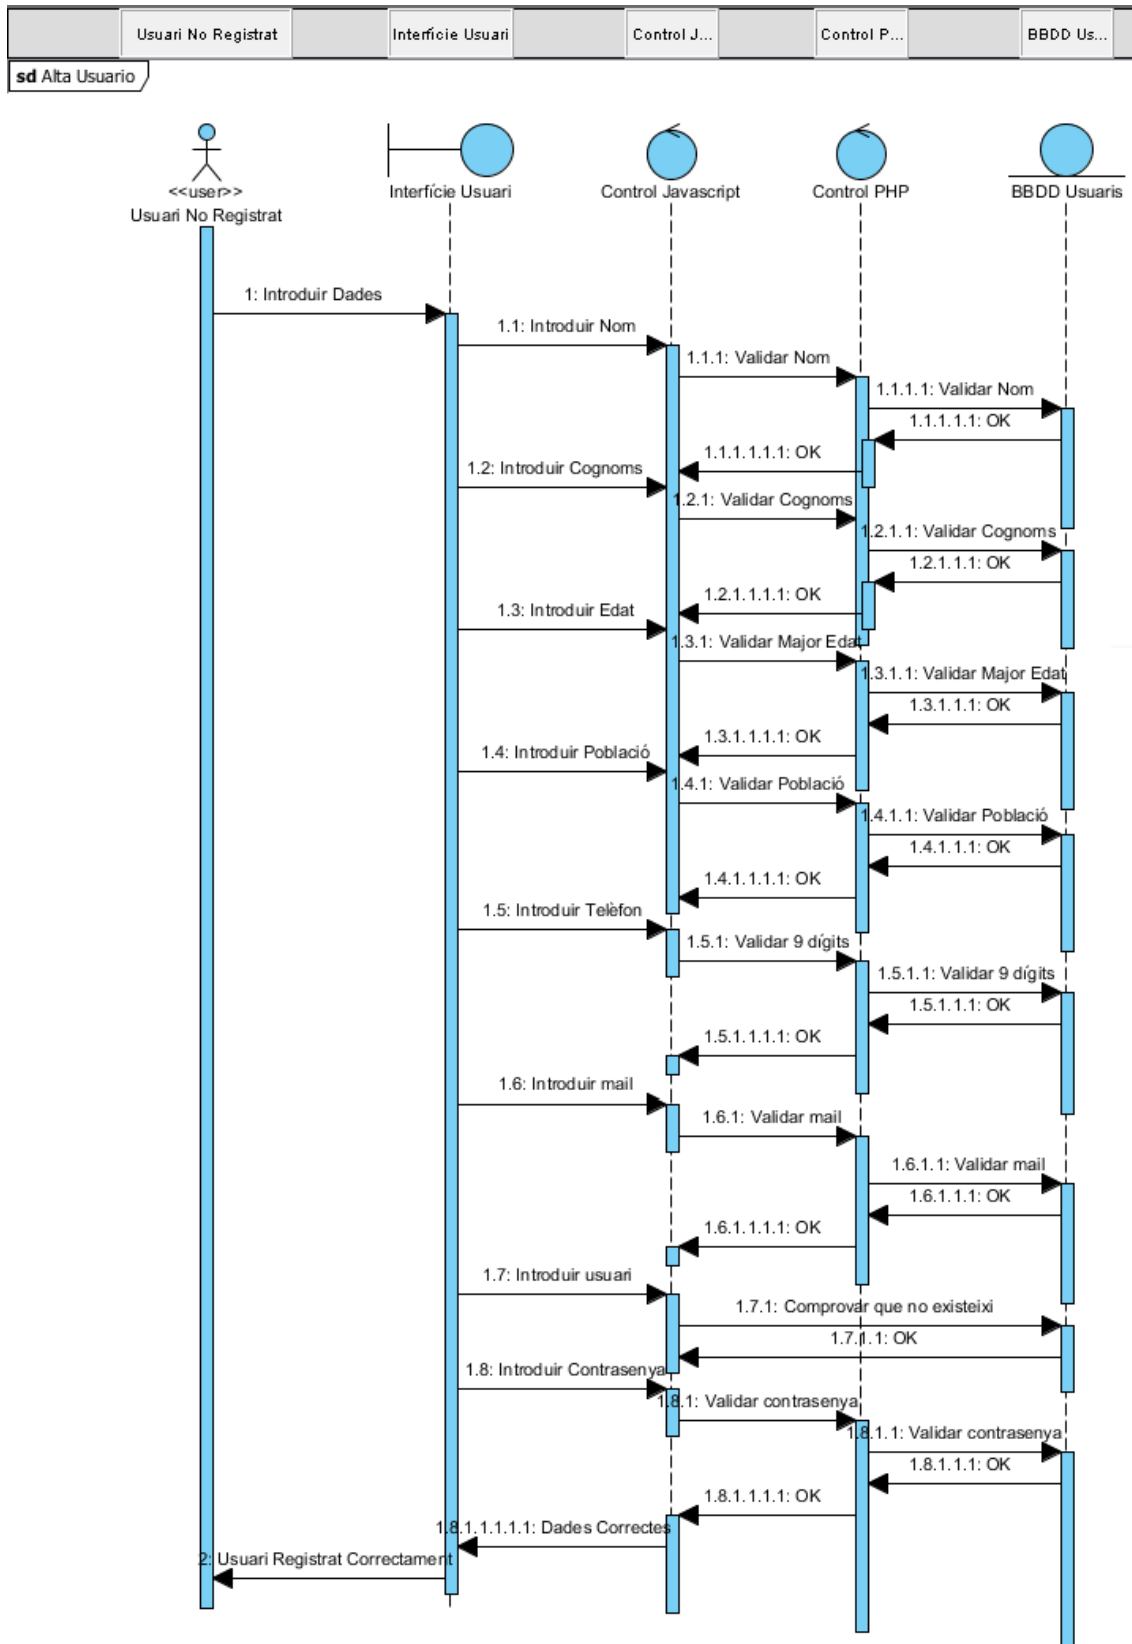 Usuari No Registrat
Interfície Usuari
Control J...
Control P...
BBDD Us...
sd Alta Usuario
<<user>>
Usuari No Registrat
Interfície Usuari
Control Javascript
Control PHP
BBDD Usuaris
1: Introduir Dades
1.1: Introduir Nom
1.1.1: Validar Nom
1.1.1.1: Validar Nom
1.1.1.1.1: OK
1.1.1.1.1.1: OK
1.2: Introduir Cognoms
1.2.1: Validar Cognoms
1.2.1.1: Validar Cognoms
1.2.1.1.1: OK
1.2.1.1.1.1: OK
1.3: Introduir Edat
1.3.1: Validar Major Edat
1.3.1.1: Validar Major Edat
1.3.1.1.1: OK
1.3.1.1.1.1: OK
1.4: Introduir Població
1.4.1: Validar Població
1.4.1.1: Validar Població
1.4.1.1.1: OK
1.4.1.1.1.1: OK
1.5: Introduir Telèfon
1.5.1: Validar 9 dígits
1.5.1.1: Validar 9 dígits
1.5.1.1.1: OK
1.5.1.1.1.1: OK
1.6: Introduir mail
1.6.1: Validar mail
1.6.1.1: Validar mail
1.6.1.1.1: OK
1.6.1.1.1.1: OK
1.7: Introduir usuari
1.7.1: Comprovar que no existeixi
1.7.1.1: OK
1.8: Introduir Contrasenya
1.8.1: Validar contrasenya
1.8.1.1: Validar contrasenya
1.8.1.1.1: OK
1.8.1.1.1.1: OK
1.8.1.1.1.1.1: Dades Correctes
2: Usuari Registrat Correctament